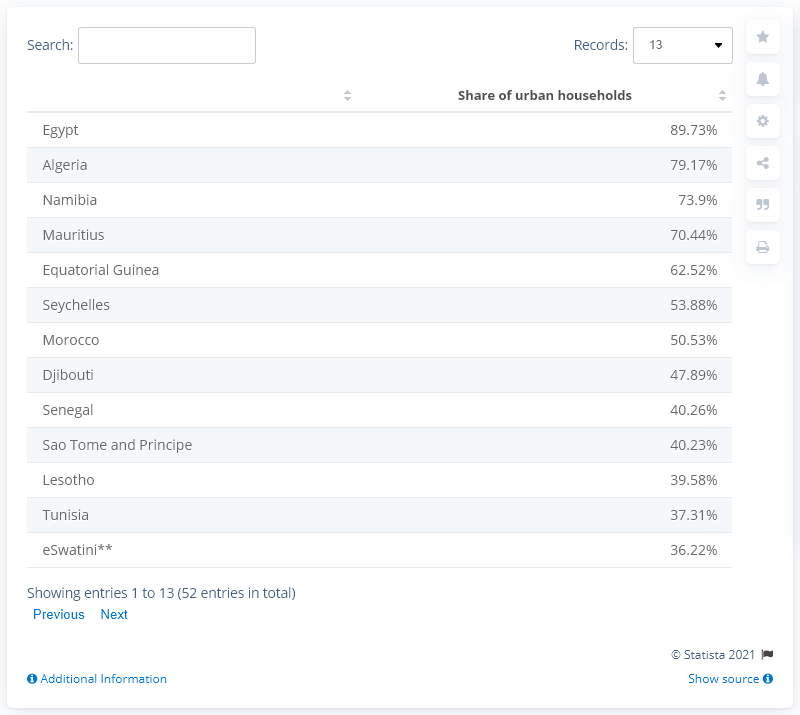 Search:
Records: 13
Share of urban households
Egypt 89.73%
Algeria 79.17%
Namibia 73.9%
Mauritius 70.44%
Equatorial Guinea 62.52%
Seychelles 53.88%
Morocco 50.53%
Djibouti 47.89%
Senegal 40.26%
Sao Tome and Principe 40.23%
Lesotho 39.58%
Tunisia 37.31%
eSwatini** 36.22%
Showing entries 1 to 13 (52 entries in total)
Previous Next
© Statista 2021
Additional Information Show source